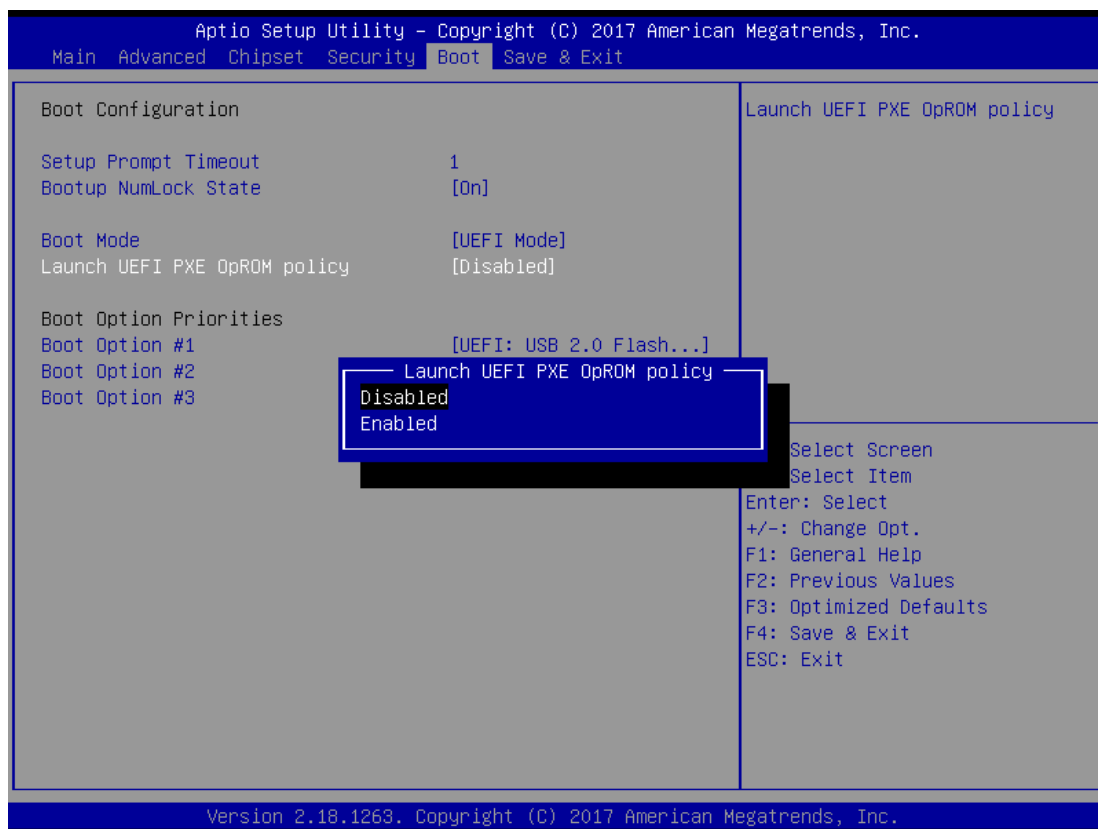 Aptio Setup Utility – Copyright (C) 2017 American Megatrends, Inc.
Main Advanced Chipset Security Boot Save & Exit
Boot Configuration
Setup Prompt Timeout 1
Bootup NumLock State [On]
Boot Mode [UEFI Mode]
Launch UEFI PXE OpROM policy [Disabled]
Boot Option Priorities
Boot Option #1 [UEFI: USB 2.0 Flash...]
Boot Option #2
Boot Option #3
Launch UEFI PXE OpROM policy
Disabled
Enabled
Launch UEFI PXE OpROM policy
Select Screen
Select Item
Enter: Select
+/-: Change Opt.
F1: General Help
F2: Previous Values
F3: Optimized Defaults
F4: Save & Exit
ESC: Exit
Version 2.18.1263. Copyright (C) 2017 American Megatrends, Inc.